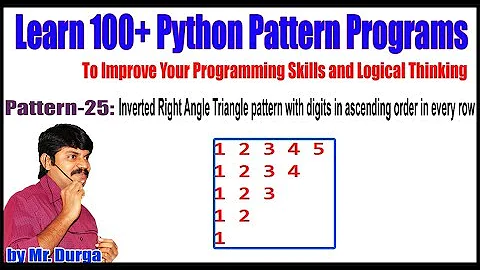 Learn 100+ Python Pattern Programs
To Improve Your Programming Skills and Logical Thinking
Pattern-25: Inverted Right Angle Triangle pattern with digits in ascending order in every row
1 2 3 4 5
1 2 3 4
1 2 3
1 2
1
by Mr. Durga